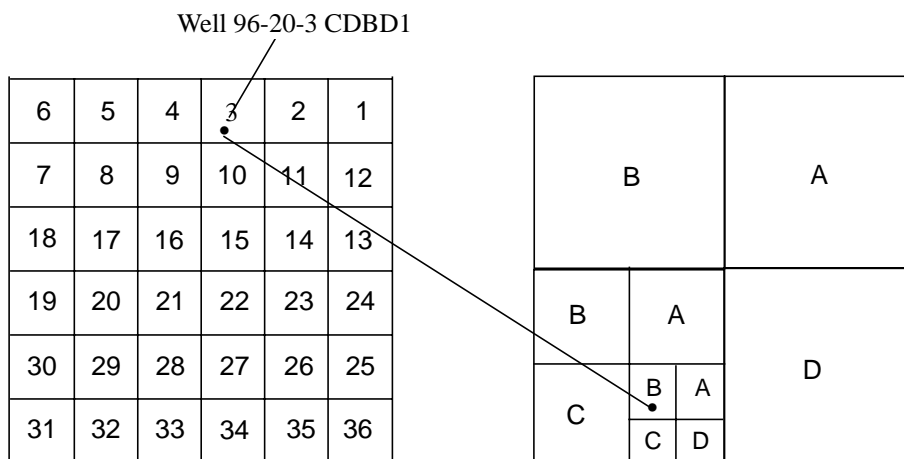 Well 96-20-3 CDBD1
6 5 4 3 2 1
7 8 9 10 11 12
18 17 16 15 14 13
19 20 21 22 23 24
30 29 28 27 26 25
31 32 33 34 35 36
B A
B A
D
B A
C
C D